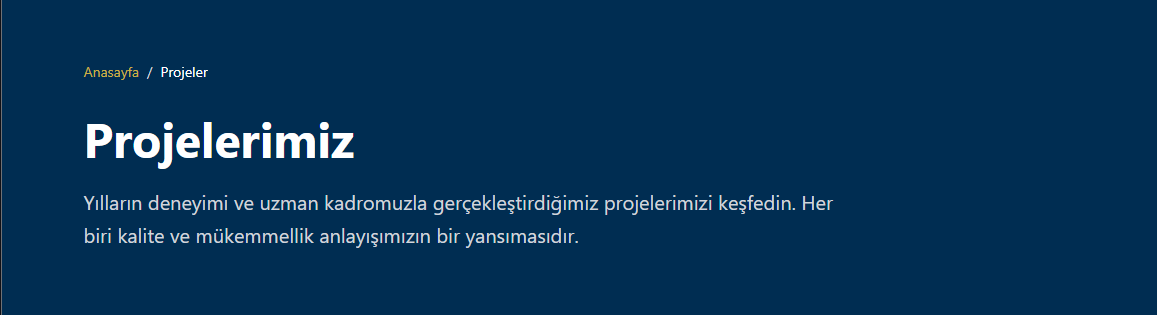 Anasayfa / Projeler
Projelerimiz
Yılların deneyimi ve uzman kadromuzla gerçekleştirdiğimiz projelerimizi keşfedin. Her
biri kalite ve mükemmellik anlayışımızın bir yansımasıdır.